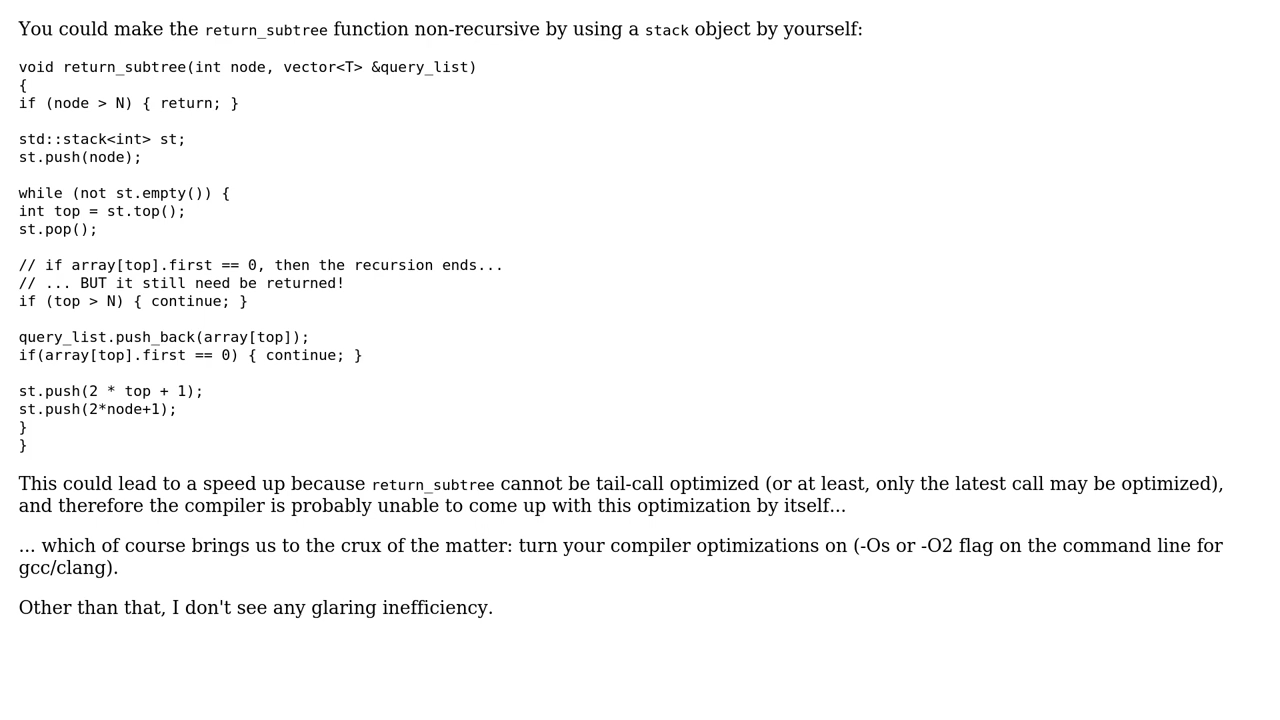 You could make the return_subtree function non-recursive by using a stack object by yourself:
void return_subtree(int node, vector<T> &query_list)
{
if (node > N) { return; }
std::stack<int> st;
st.push(node);
while (not st.empty()) {
int top = st.top();
st.pop();
// if array[top].first == 0, then the recursion ends...
// ... BUT it still need be returned!
if (top > N) { continue; }
query_list.push_back(array[top]);
if(array[top].first == 0) { continue; }
st.push(2 * top + 1);
st.push(2*node+1);
}
}
This could lead to a speed up because return_subtree cannot be tail-call optimized (or at least, only the latest call may be optimized),
and therefore the compiler is probably unable to come up with this optimization by itself...
... which of course brings us to the crux of the matter: turn your compiler optimizations on (-Os or -O2 flag on the command line for
gcc/clang).
Other than that, I don't see any glaring inefficiency.